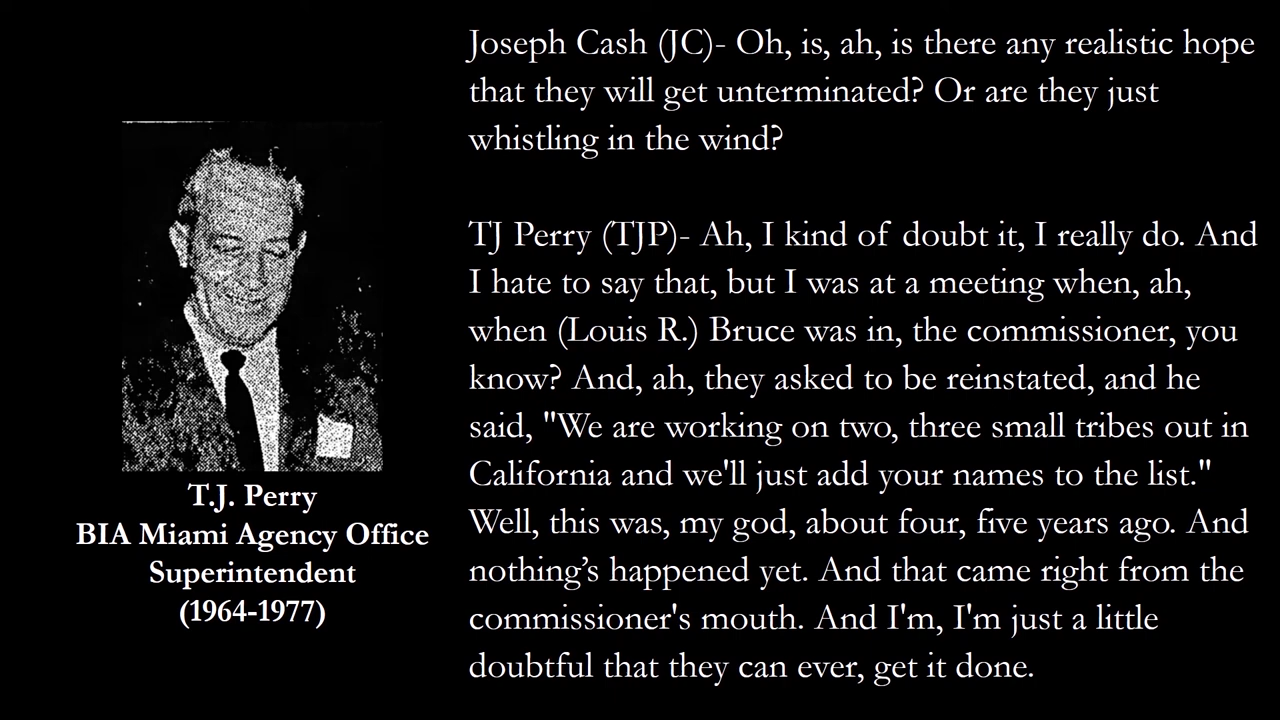 Joseph Cash (JC)- Oh, is, ah, is there any realistic hope
that they will get unterminated? Or are they just
whistling in the wind?
TJ Perry (TJP)- Ah, I kind of doubt it, I really do. And
I hate to say that, but I was at a meeting when, ah,
when (Louis R.) Bruce was in, the commissioner, you
know? And, ah, they asked to be reinstated, and he
said, "We are working on two, three small tribes out in
California and we'll just add your names to the list."
Well, this was, my god, about four, five years ago. And
nothing’s happened yet. And that came right from the
commissioner's mouth. And I'm, I'm just a little
doubtful that they can ever, get it done.
T.J. Perry
BIA Miami Agency Office
Superintendent
(1964-1977)